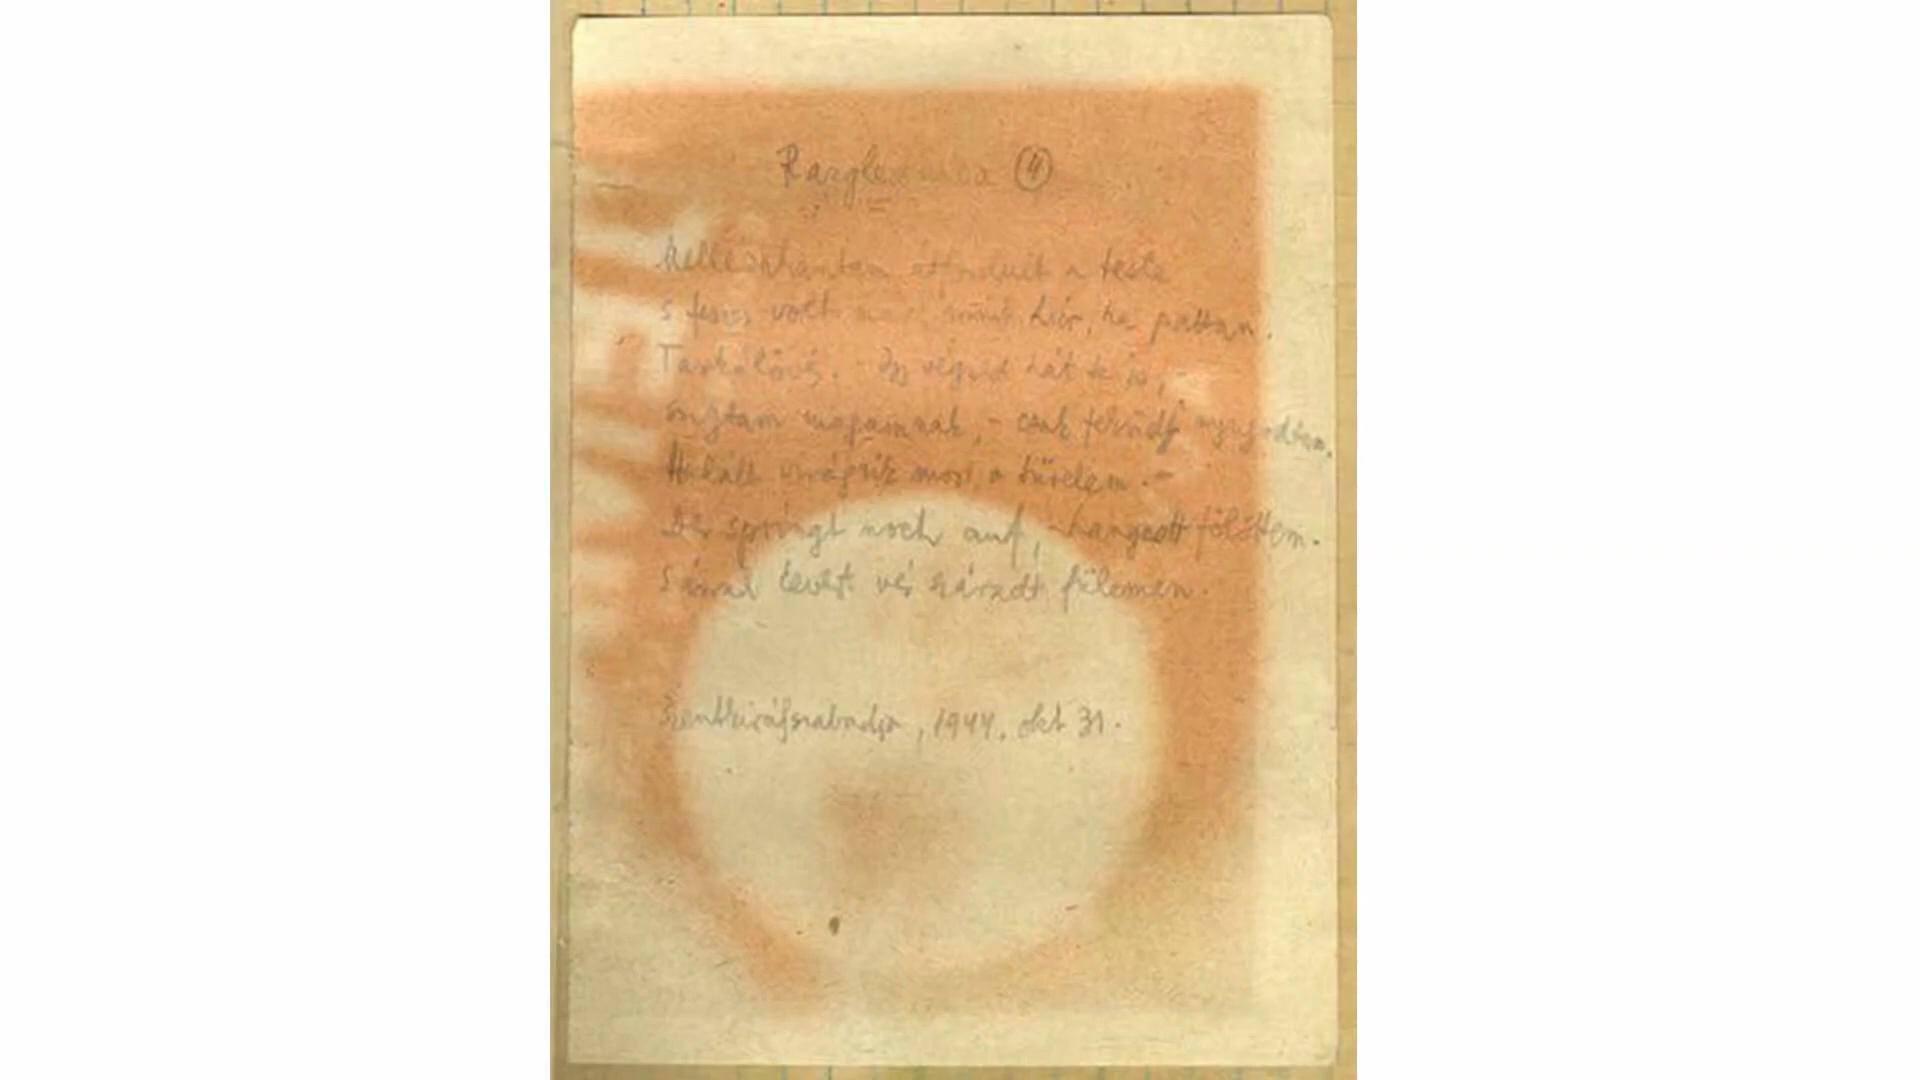 Razglednica ④
Mellézuhantam, átfordult a teste
s feszes volt már, mint húr, ha pattan.
Tarkólövés. - Így végzed hát te is, -
súgtam magamnak, - csak feküdj nyugodtan.
Halált virágzik most a türelem. -
Der springt noch auf, - hangzott fölöttem.
Sárral kevert vér száradt fülemen.
Szentkirályszabadja, 1944. okt 31.